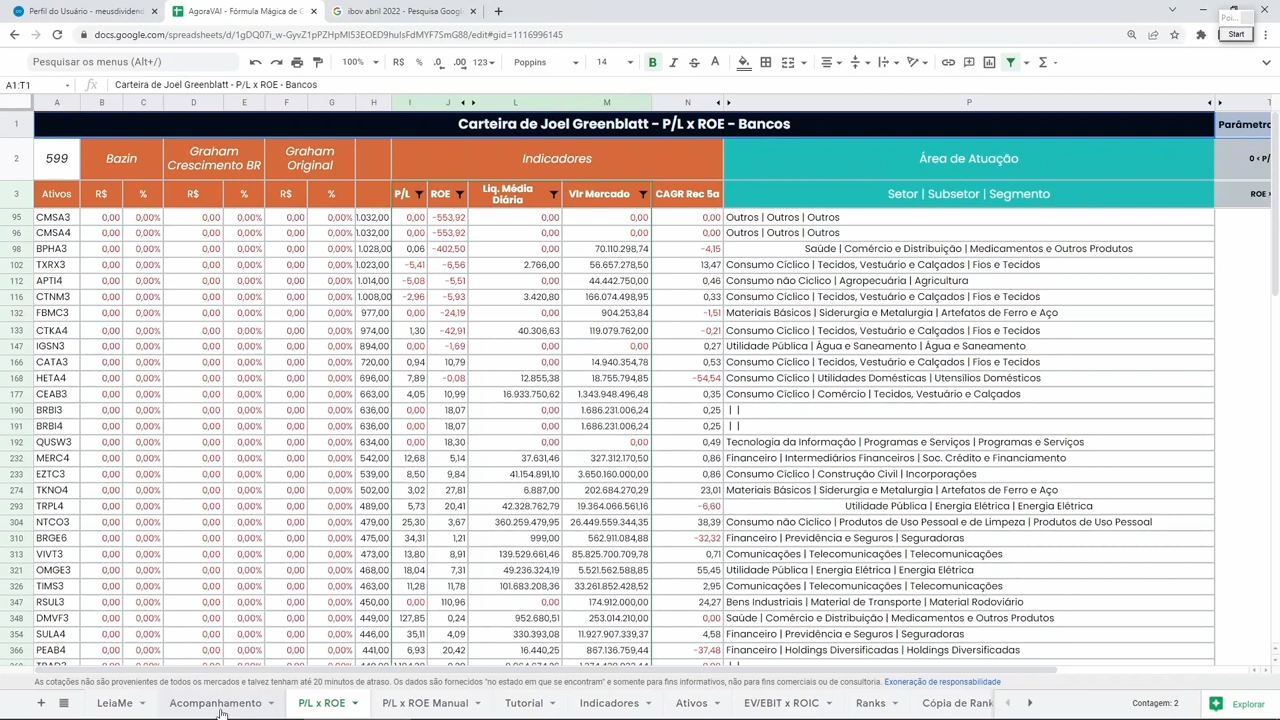 Perfil do Usuário - meusdividend
AgoraVAI - Fórmula Mágica de G
ibov abril 2022 - Pesquisa Goog
Poi...
Start
docs.google.com/spreadsheets/d/1gDQ07i_w-GyvZ1pPZHpMI53EOED9hulsFdMYF7SmG88/edit#gid=1116996145
Pesquisar os menus (Alt+/) 100% R$ % .0 .00 123 Poppins 14 B I S A
A1:T1 fx Carteira de Joel Greenblatt - P/L x ROE - Bancos
A B C D E F G H I J L M N P
1 Carteira de Joel Greenblatt - P/L x ROE - Bancos Parâmetro
2 599 Bazin Graham Crescimento BR Graham Original Indicadores Área de Atuação 0 < P/
3 Ativos R$ % R$ % R$ % P/L ROE Liq. Média Diária Vlr Mercado CAGR Rec 5a Setor | Subsetor | Segmento ROE >
95 CMSA3 0,00 0,00% 0,00 0,00% 0,00 0,00% 1.032,00 0,00 -553,92 0,00 0,00 0,00 Outros | Outros | Outros
96 CMSA4 0,00 0,00% 0,00 0,00% 0,00 0,00% 1.032,00 0,00 -553,92 0,00 0,00 0,00 Outros | Outros | Outros
98 BPHA3 0,00 0,00% 0,00 0,00% 0,00 0,00% 1.028,00 0,06 -402,50 0,00 70.110.298,74 -4,15 Saúde | Comércio e Distribuição | Medicamentos e Outros Produtos
102 TXRX3 0,00 0,00% 0,00 0,00% 0,00 0,00% 1.023,00 -5,41 -6,56 2.766,00 56.657.278,50 13,47 Consumo Cíclico | Tecidos, Vestuário e Calçados | Fios e Tecidos
112 APTI4 0,00 0,00% 0,00 0,00% 0,00 0,00% 1.014,00 -5,08 -5,51 0,00 44.442.750,00 0,46 Consumo não Cíclico | Agropecuária | Agricultura
116 CTNM3 0,00 0,00% 0,00 0,00% 0,00 0,00% 1.008,00 -2,96 -5,93 3.420,80 166.074.498,95 0,33 Consumo Cíclico | Tecidos, Vestuário e Calçados | Fios e Tecidos
132 FBMC3 0,00 0,00% 0,00 0,00% 0,00 0,00% 977,00 0,00 -24,19 0,00 904.253,84 -1,51 Materiais Básicos | Siderurgia e Metalurgia | Artefatos de Ferro e Aço
133 CTKA4 0,00 0,00% 0,00 0,00% 0,00 0,00% 974,00 1,30 -42,91 40.306,63 119.079.762,00 -0,21 Consumo Cíclico | Tecidos, Vestuário e Calçados | Fios e Tecidos
147 IGSN3 0,00 0,00% 0,00 0,00% 0,00 0,00% 894,00 0,00 -1,69 0,00 0,00 0,27 Utilidade Pública | Água e Saneamento | Água e Saneamento
166 CATA3 0,00 0,00% 0,00 0,00% 0,00 0,00% 720,00 0,94 10,79 0,00 14.940.354,78 0,53 Consumo Cíclico | Tecidos, Vestuário e Calçados | Fios e Tecidos
168 HETA4 0,00 0,00% 0,00 0,00% 0,00 0,00% 696,00 7,89 -0,08 12.855,38 18.755.794,85 -54,54 Consumo Cíclico | Utilidades Domésticas | Utensílios Domésticos
177 CEAB3 0,00 0,00% 0,00 0,00% 0,00 0,00% 663,00 4,05 10,99 16.933.750,62 1.343.948.496,48 0,35 Consumo Cíclico | Comércio | Tecidos, Vestuário e Calçados
190 BRBI3 0,00 0,00% 0,00 0,00% 0,00 0,00% 636,00 0,00 18,07 0,00 1.686.231.006,24 0,25 | |
191 BRBI4 0,00 0,00% 0,00 0,00% 0,00 0,00% 636,00 0,00 18,07 0,00 1.686.231.006,24 0,25 | |
192 QUSW3 0,00 0,00% 0,00 0,00% 0,00 0,00% 634,00 0,00 18,30 0,00 0,00 0,49 Tecnologia da Informação | Programas e Serviços | Programas e Serviços
232 MERC4 0,00 0,00% 0,00 0,00% 0,00 0,00% 542,00 12,68 5,14 37.631,46 327.312.170,50 0,86 Financeiro | Intermediários Financeiros | Soc. Crédito e Financiamento
233 EZTC3 0,00 0,00% 0,00 0,00% 0,00 0,00% 539,00 8,50 9,84 41.154.891,10 3.650.160.000,00 0,86 Consumo Cíclico | Construção Civil | Incorporações
274 TKNO4 0,00 0,00% 0,00 0,00% 0,00 0,00% 502,00 3,02 27,81 6.887,00 202.684.270,29 23,01 Materiais Básicos | Siderurgia e Metalurgia | Artefatos de Ferro e Aço
293 TRPL4 0,00 0,00% 0,00 0,00% 0,00 0,00% 489,00 5,73 20,41 42.328.762,79 19.364.066.561,16 -6,60 Utilidade Pública | Energia Elétrica | Energia Elétrica
304 NTCO3 0,00 0,00% 0,00 0,00% 0,00 0,00% 479,00 25,30 3,67 360.259.479,95 26.449.559.344,35 38,39 Consumo não Cíclico | Produtos de Uso Pessoal e de Limpeza | Produtos de Uso Pessoal
310 BRGE6 0,00 0,00% 0,00 0,00% 0,00 0,00% 475,00 34,31 1,21 999,00 562.911.084,88 -32,32 Financeiro | Previdência e Seguros | Seguradoras
313 VIVT3 0,00 0,00% 0,00 0,00% 0,00 0,00% 473,00 13,80 8,91 139.529.661,46 85.825.700.709,78 0,71 Comunicações | Telecomunicações | Telecomunicações
321 OMGE3 0,00 0,00% 0,00 0,00% 0,00 0,00% 468,00 18,04 7,31 49.236.324,19 5.521.562.588,85 55,45 Utilidade Pública | Energia Elétrica | Energia Elétrica
326 TIMS3 0,00 0,00% 0,00 0,00% 0,00 0,00% 463,00 11,28 11,78 101.683.208,36 33.261.852.428,52 2,95 Comunicações | Telecomunicações | Telecomunicações
347 RSUL3 0,00 0,00% 0,00 0,00% 0,00 0,00% 450,00 0,00 110,96 0,00 174.912.000,00 24,27 Bens Industriais | Material de Transporte | Material Rodoviário
348 DMVF3 0,00 0,00% 0,00 0,00% 0,00 0,00% 449,00 127,85 0,24 952.680,51 253.014.210,00 0,00 Saúde | Comércio e Distribuição | Medicamentos e Outros Produtos
354 SULA4 0,00 0,00% 0,00 0,00% 0,00 0,00% 446,00 35,11 4,09 330.393,08 11.927.907.339,37 4,58 Financeiro | Previdência e Seguros | Seguradoras
366 PEAB4 0,00 0,00% 0,00 0,00% 0,00 0,00% 441,00 6,93 20,42 16.440,25 867.136.759,44 -37,48 Financeiro | Holdings Diversificadas | Holdings Diversificadas
As cotações não são provenientes de todos os mercados e talvez tenham até 20 minutos de atraso. Os dados são fornecidos "no estado em que se encontram" e somente para fins informativos, não para fins comerciais ou de consultoria. Exoneração de responsabilidade
LeiaMe Acompanhamento P/L x ROE P/L x ROE Manual Tutorial Indicadores Ativos EV/EBIT x ROIC Ranks Cópia de Rank Contagem: 2 Explorar